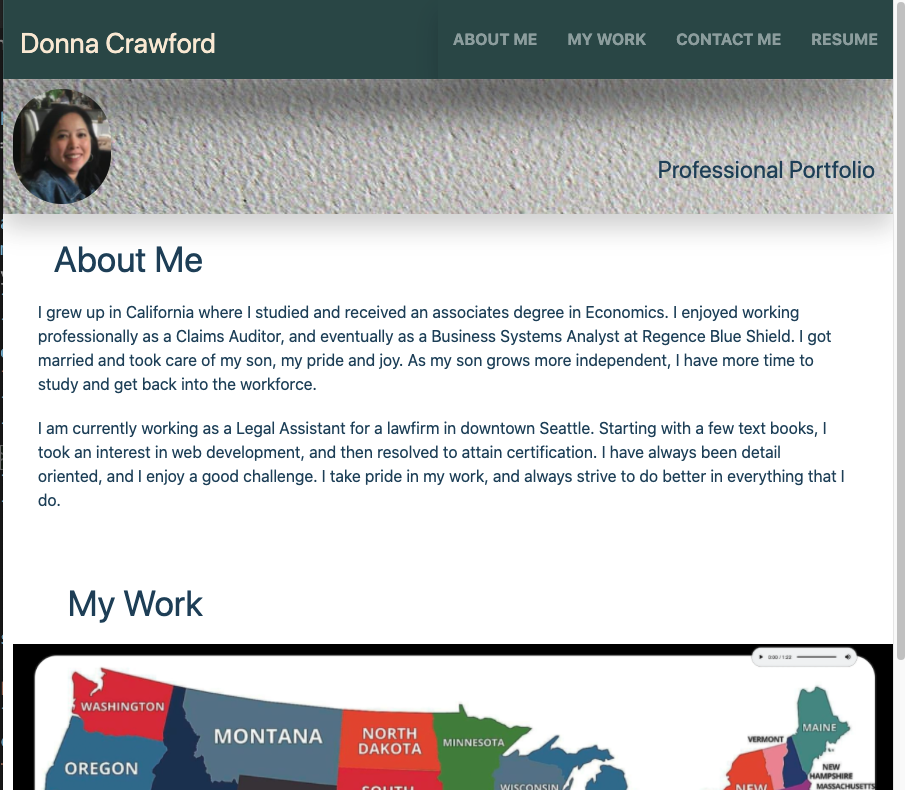 Donna Crawford
ABOUT ME MY WORK CONTACT ME RESUME
Professional Portfolio
About Me
I grew up in California where I studied and received an associates degree in Economics. I enjoyed working
professionally as a Claims Auditor, and eventually as a Business Systems Analyst at Regence Blue Shield. I got
married and took care of my son, my pride and joy. As my son grows more independent, I have more time to
study and get back into the workforce.
I am currently working as a Legal Assistant for a lawfirm in downtown Seattle. Starting with a few text books, I
took an interest in web development, and then resolved to attain certification. I have always been detail
oriented, and I enjoy a good challenge. I take pride in my work, and always strive to do better in everything that I
do.
My Work
0:00 / 1:22
WASHINGTON
MONTANA
NORTH
DAKOTA
MINNESOTA
OREGON
WISCONSIN
SOUTH
MAINE
VERMONT
NEW
HAMPSHIRE
MASSACHUSETTS
NEW